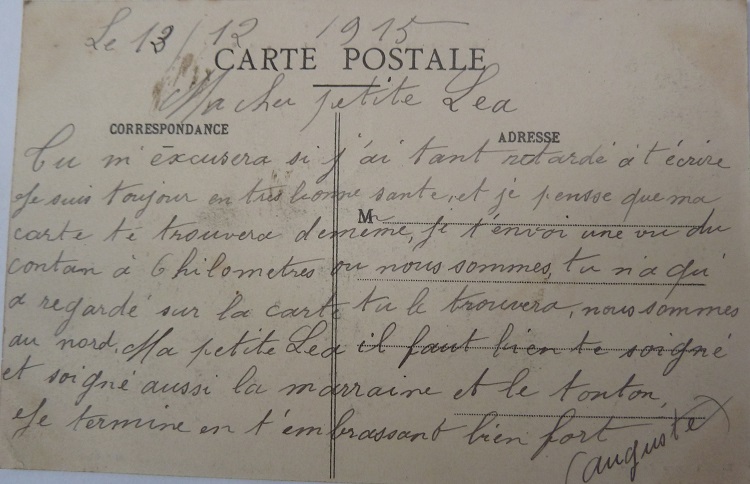 Le 13/12 1915
CARTE POSTALE
Ma cher petite Lea
CORRESPONDANCE
ADRESSE
Tu m'éxcusera si j'ai tant retardé à t'écrire
Je suis toujour en très bonne santé, et je pensse que ma
M
carte te trouvera de même, je t'envoi une vu du
contan à 6 kilometres ou nous sommes, tu n'a qu'
a regardé sur la carte tu le trouvera, nous sommes
au nord. Ma petite Lea il faut bien te soigné
et soigné aussi la marraine et le tonton,
Je termine en t'embrassant bien fort
auguste